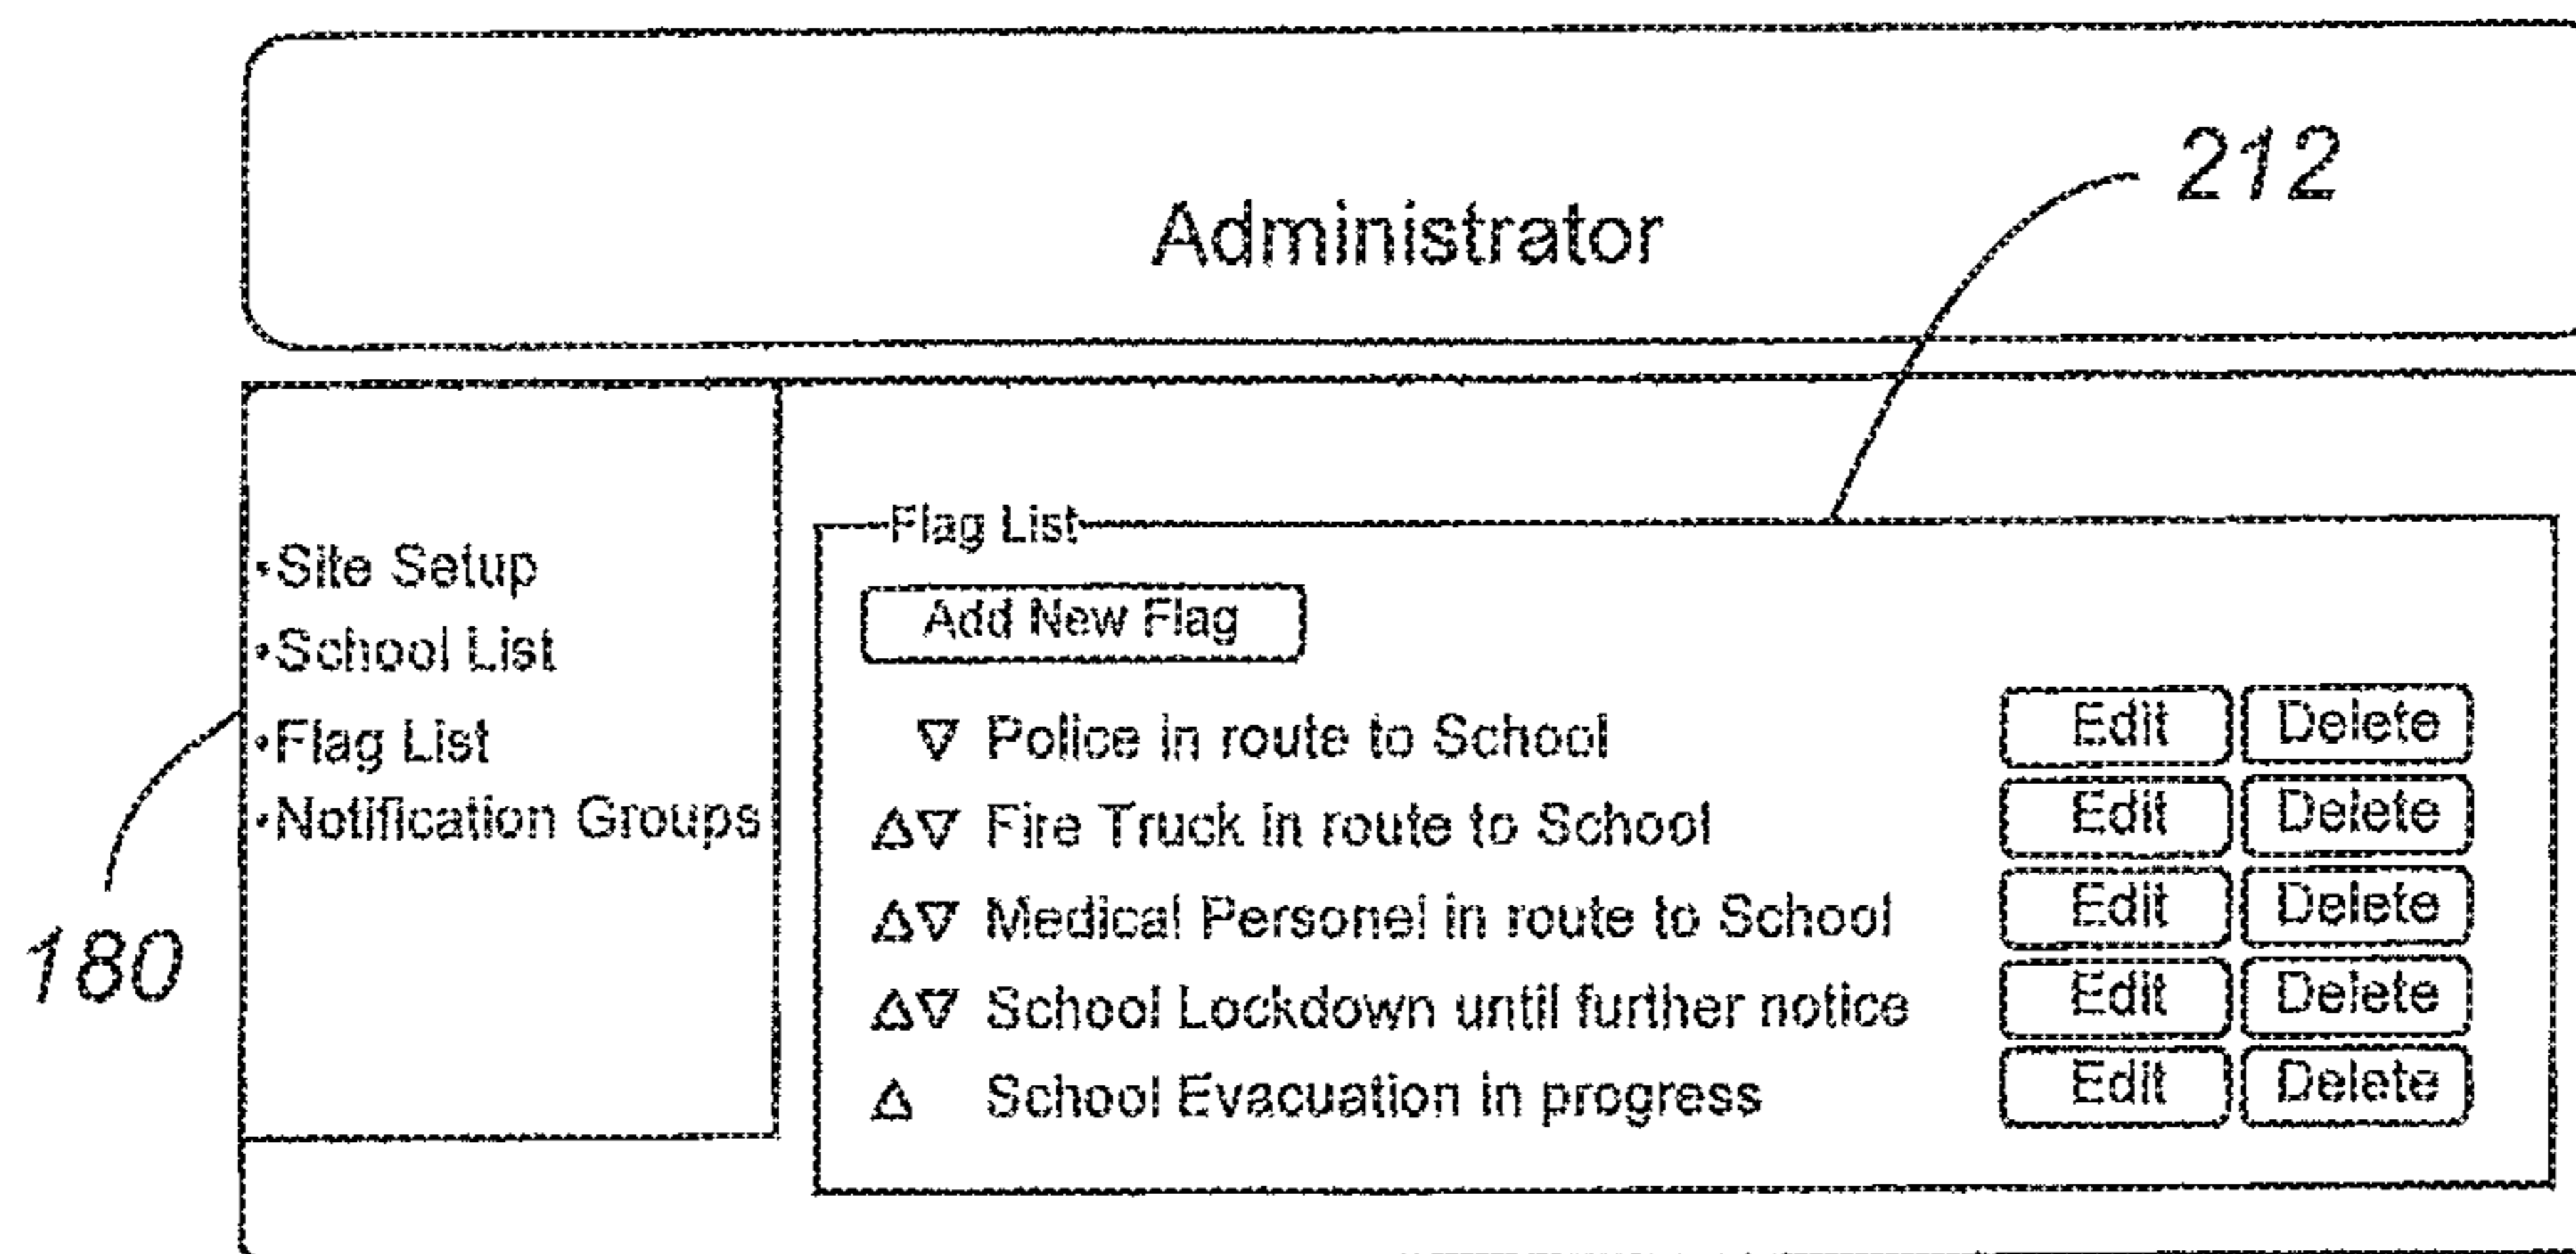 212
Administrator
Flag List
•Site Setup
•School List
•Flag List
•Notification Groups
180
Add New Flag
▽ Police in route to School Edit Delete
△▽ Fire Truck in route to School Edit Delete
△▽ Medical Personel in route to School Edit Delete
△▽ School Lockdown until further notice Edit Delete
△ School Evacuation in progress Edit Delete